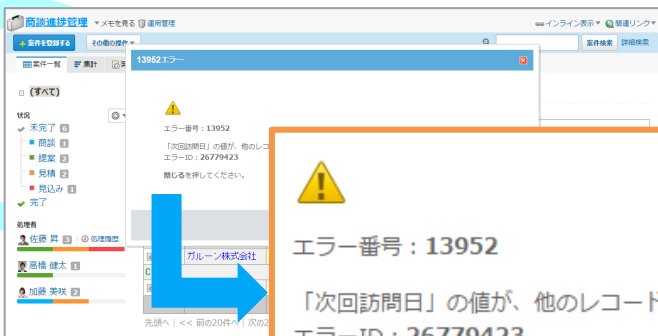 商談進捗管理 ▼メモを見る 運用管理
インライン表示▼ 関連リンク▼
+ 案件を登録する その他の操作▼
案件検索 詳細検索
案件一覧 集計
13952エラー
(すべて)
状況
未完了 6
商談 1
提案 2
見積 2
見込み 1
完了
処理者
佐藤 昇 3 処理履歴
高橋 健太 1
加藤 美咲 2
エラー番号：13952
「次回訪問日」の値が、他のレコ
エラーID：26779423
閉じるを押してください。
ガルーン株式会社
先頭へ | << 前の20件へ | 次の2
エラー番号：13952
「次回訪問日」の値が、他のレコード
エラーID：26779423